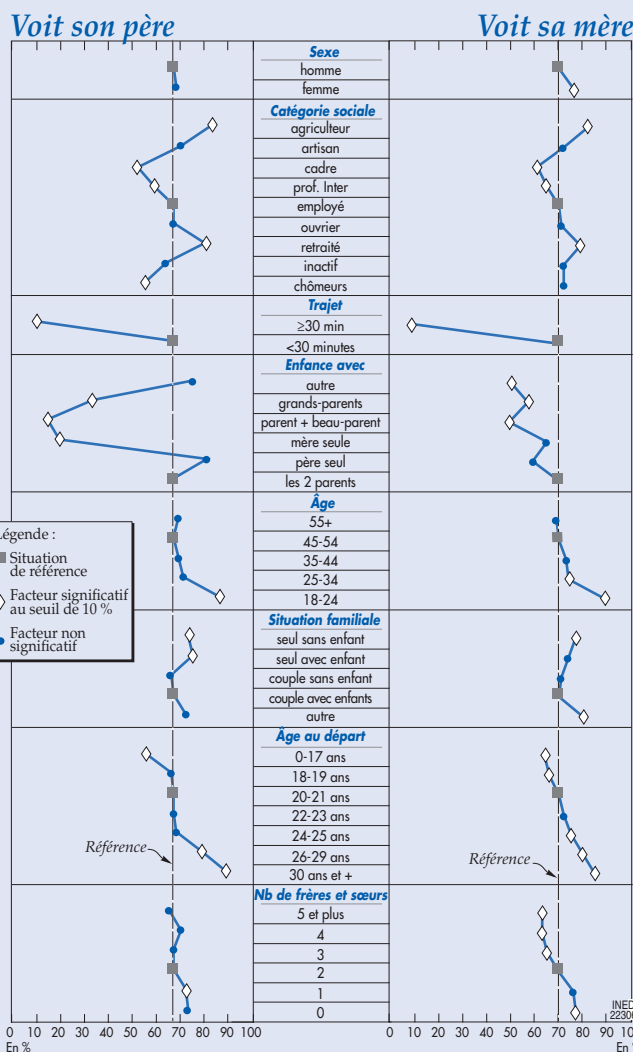 Voit son père
Voit sa mère
Sexe
homme
femme
Catégorie sociale
agriculteur
artisan
cadre
prof. Inter
employé
ouvrier
retraité
inactif
chômeurs
Trajet
≥30 min
<30 minutes
Enfance avec
autre
grands-parents
parent + beau-parent
mère seule
père seul
les 2 parents
Âge
55+
45-54
35-44
25-34
18-24
Légende :
Situation
de référence
Facteur significatif
au seuil de 10 %
Facteur non
significatif
Situation familiale
seul sans enfant
seul avec enfant
couple sans enfant
couple avec enfants
autre
Âge au départ
0-17 ans
18-19 ans
20-21 ans
22-23 ans
24-25 ans
26-29 ans
30 ans et +
Référence
Référence
Nb de frères et sœurs
5 et plus
4
3
2
1
0
INED
0 10 20 30 40 50 60 70 80 90 100
0 10 20 30 40 50 60 70 80 90
En %
En